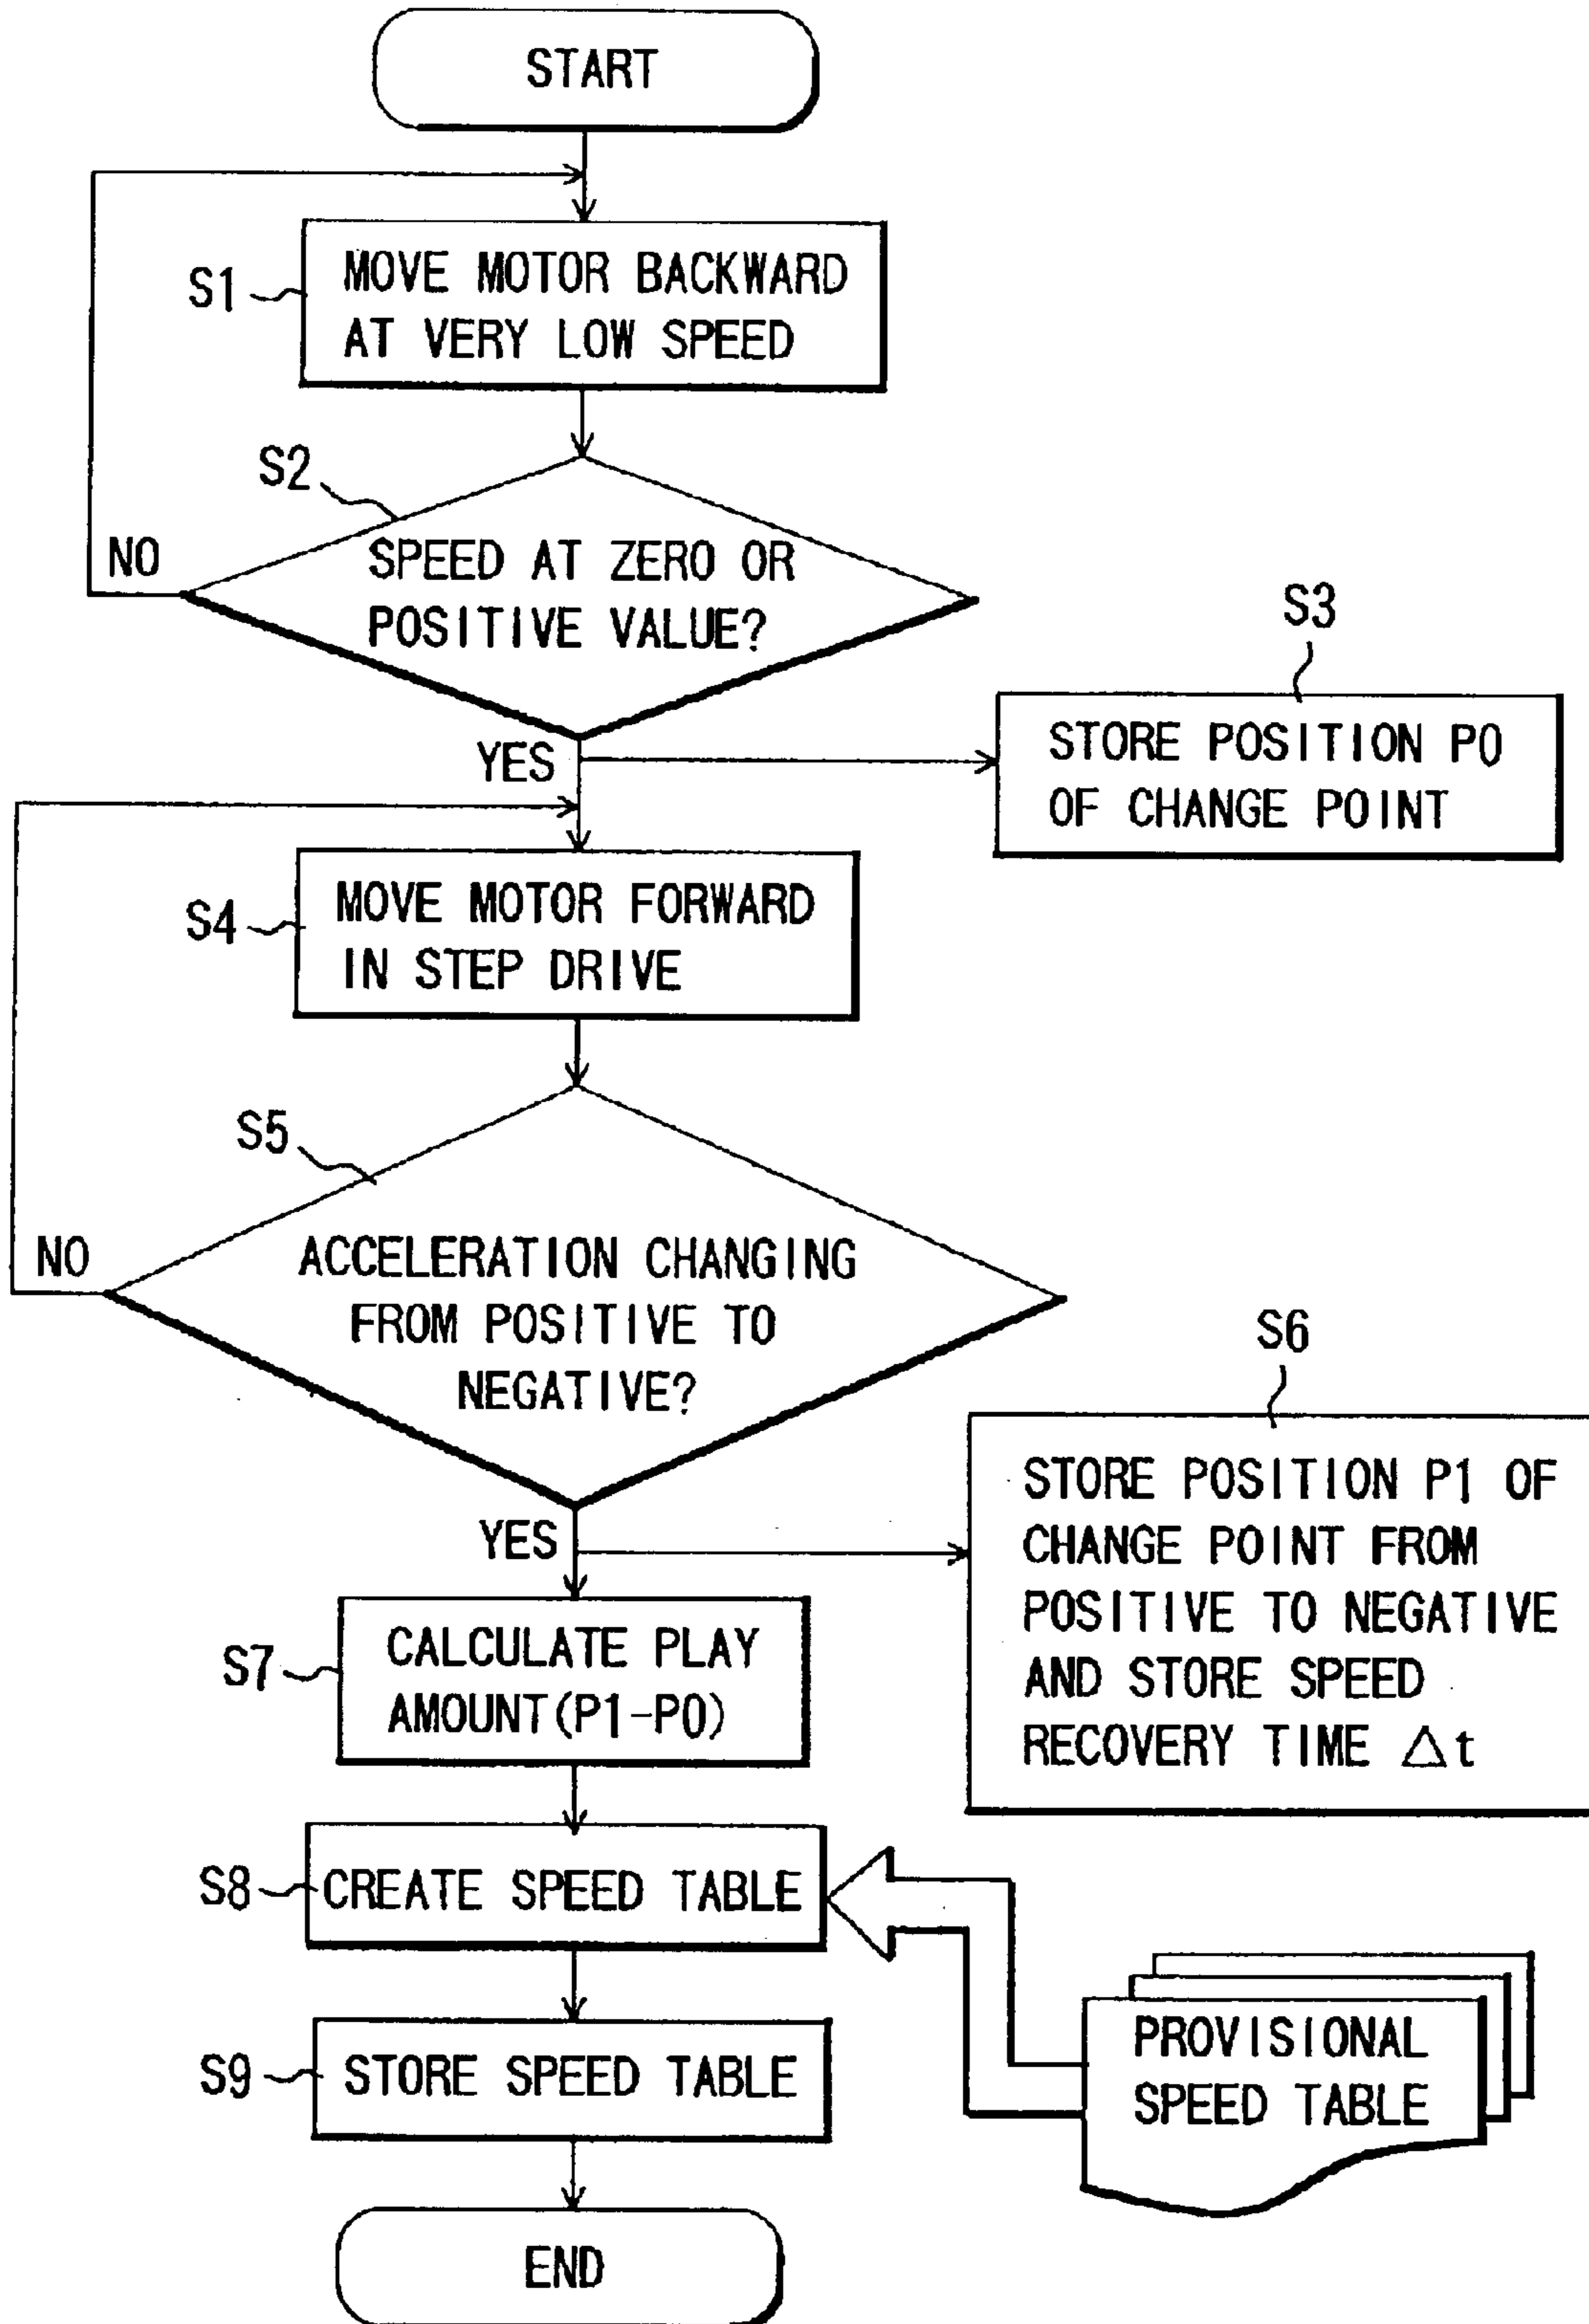 START
S1
MOVE MOTOR BACKWARD
AT VERY LOW SPEED
S2
NO
SPEED AT ZERO OR
POSITIVE VALUE?
YES
S3
STORE POSITION P0
OF CHANGE POINT
S4
MOVE MOTOR FORWARD
IN STEP DRIVE
S5
NO
ACCELERATION CHANGING
FROM POSITIVE TO
NEGATIVE?
YES
S6
STORE POSITION P1 OF
CHANGE POINT FROM
POSITIVE TO NEGATIVE
AND STORE SPEED
RECOVERY TIME △t
S7
CALCULATE PLAY
AMOUNT(P1-P0)
S8
CREATE SPEED TABLE
PROVISIONAL
SPEED TABLE
S9
STORE SPEED TABLE
END